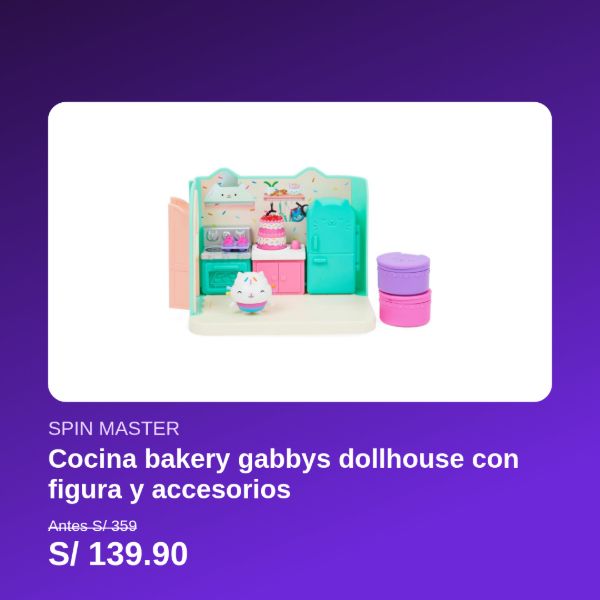 SPIN MASTER
Cocina bakery gabbys dollhouse con
figura y accesorios
Antes S/ 359
S/ 139.90